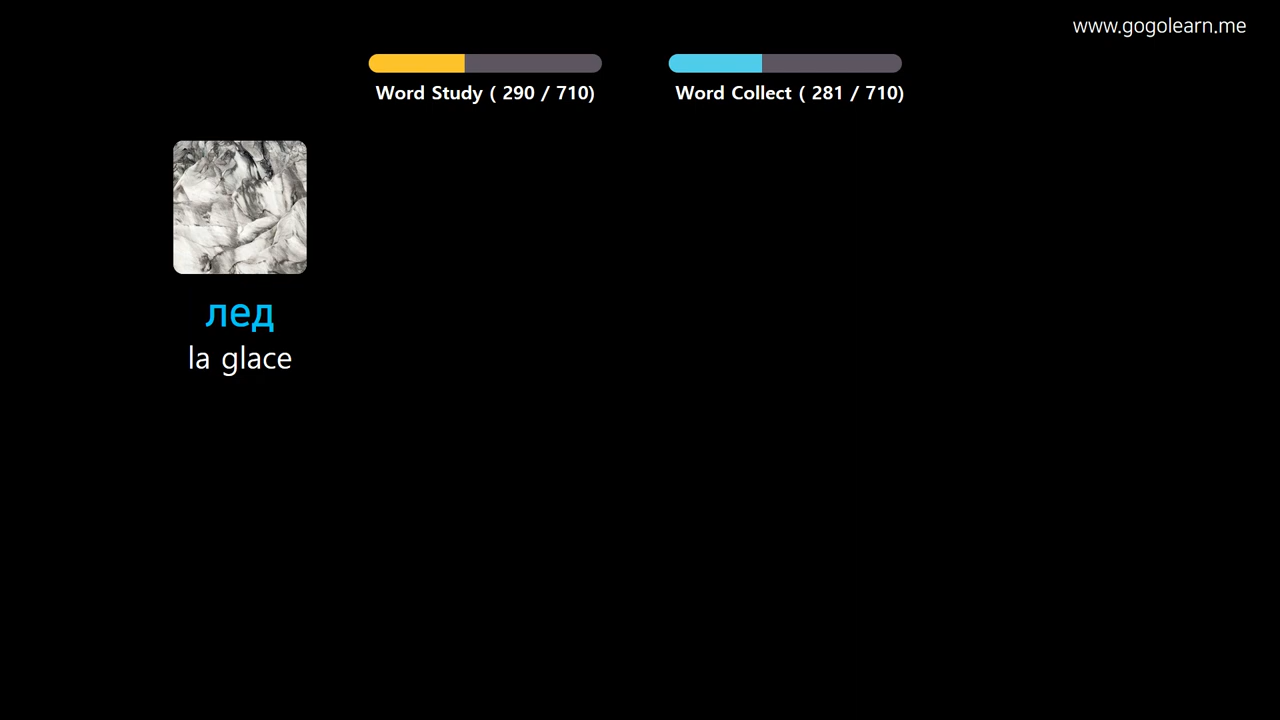 www.gogolearn.me
Word Study ( 290 / 710)
Word Collect ( 281 / 710)
лед
la glace